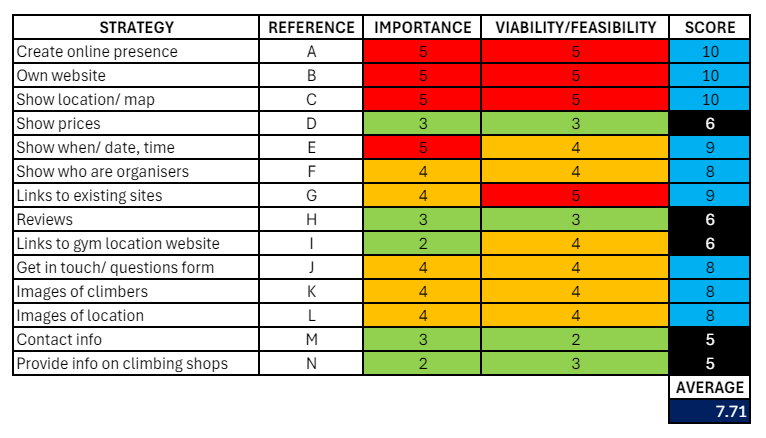 STRATEGY REFERENCE IMPORTANCE VIABILITY/FEASIBILITY SCORE
Create online presence A 5 5 10
Own website B 5 5 10
Show location/ map C 5 5 10
Show prices D 3 3 6
Show when/ date, time E 5 4 9
Show who are organisers F 4 4 8
Links to existing sites G 4 5 9
Reviews H 3 3 6
Links to gym location website I 2 4 6
Get in touch/ questions form J 4 4 8
Images of climbers K 4 4 8
Images of location L 4 4 8
Contact info M 3 2 5
Provide info on climbing shops N 2 3 5
AVERAGE
7.71